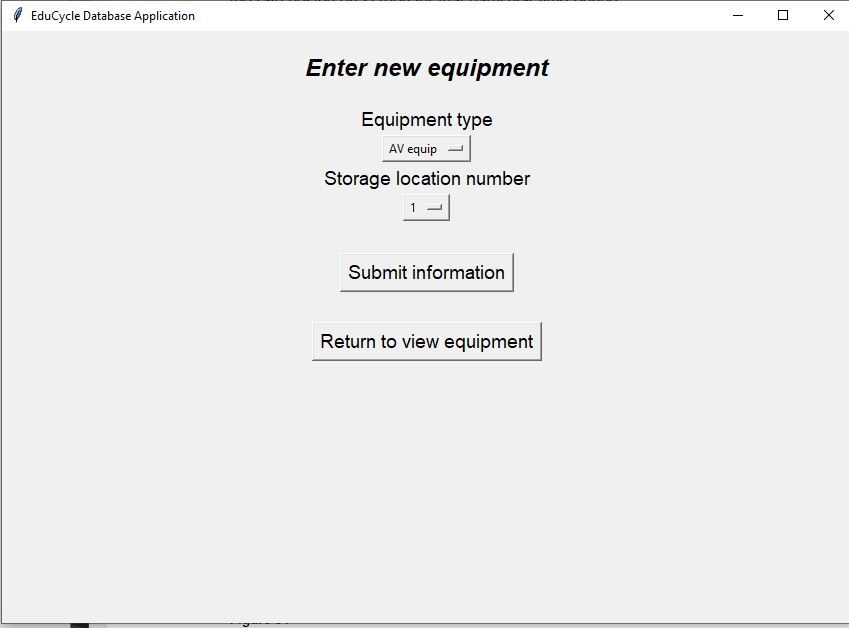 EduCycle Database Application
Enter new equipment
Equipment type
AV equip
Storage location number
1
Submit information
Return to view equipment